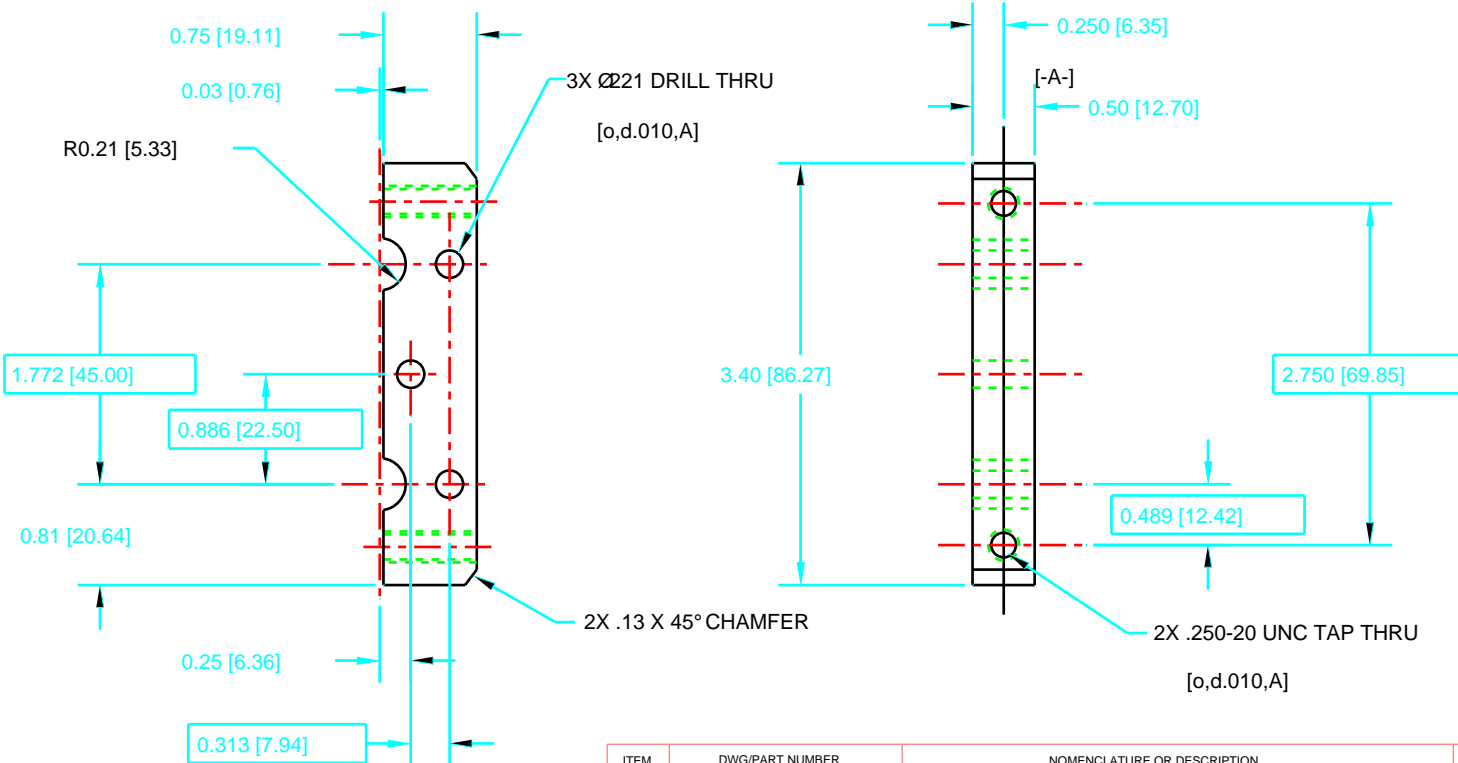 0.75 [19.11]
0.03 [0.76]
R0.21 [5.33]
3X Ø.221 DRILL THRU
[o,d.010,A]
0.250 [6.35]
[-A-]
0.50 [12.70]
1.772 [45.00]
0.886 [22.50]
3.40 [86.27]
2.750 [69.85]
0.489 [12.42]
0.81 [20.64]
2X .13 X 45° CHAMFER
2X .250-20 UNC TAP THRU
[o,d.010,A]
0.25 [6.36]
0.313 [7.94]
ITEM DWG/PART NUMBER NOMENCLATURE OR DESCRIPTION